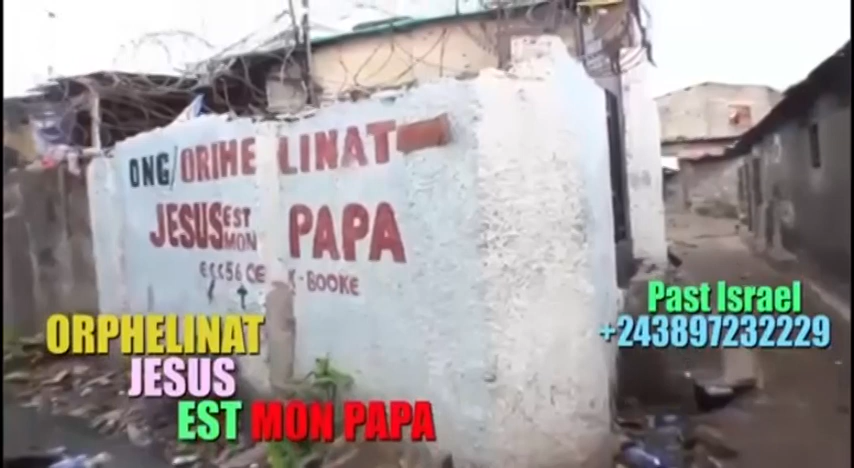 ONG/ORIHE LINAT
JESUS EST MON PAPA
K-BOOKE
Past Israel
+243897232229
ORPHELINAT
JESUS
EST MON PAPA